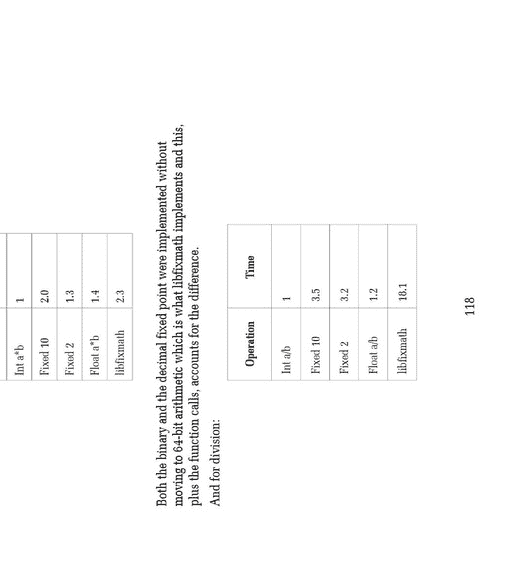 Int a*b 1
Fixed 10 2.0
Fixed 2 1.3
Float a*b 1.4
libfixmath 2.3
Both the binary and the decimal fixed point were implemented without
moving to 64-bit arithmetic which is what libfixmath implements and this,
plus the function calls, accounts for the difference.
And for division:
Operation Time
Int a/b 1
Fixed 10 3.5
Fixed 2 3.2
Float a/b 1.2
libfixmath 18.1
118